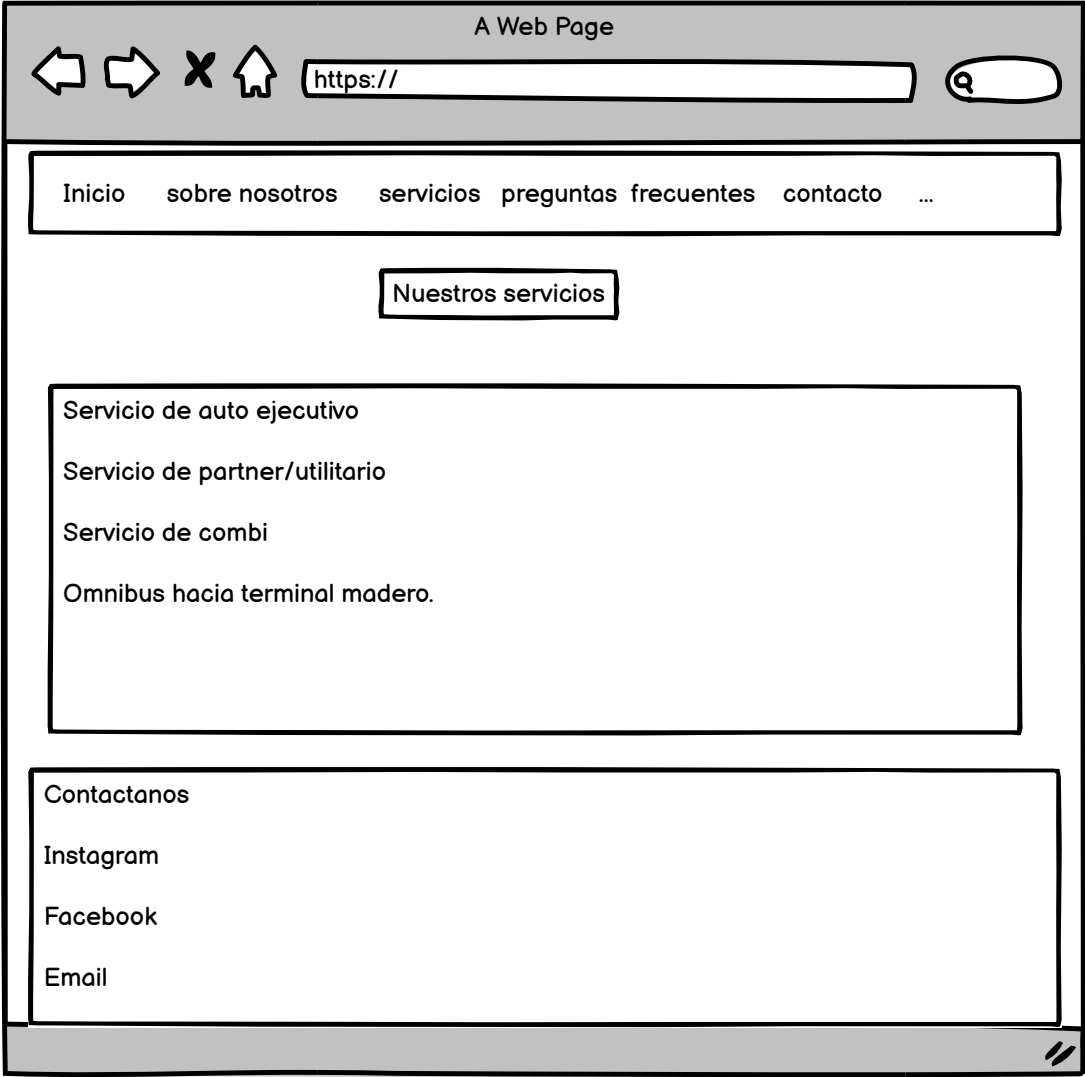 A Web Page
https://
Inicio sobre nosotros servicios preguntas frecuentes contacto ...
Nuestros servicios
Servicio de auto ejecutivo
Servicio de partner/utilitario
Servicio de combi
Omnibus hacia terminal madero.
Contactanos
Instagram
Facebook
Email